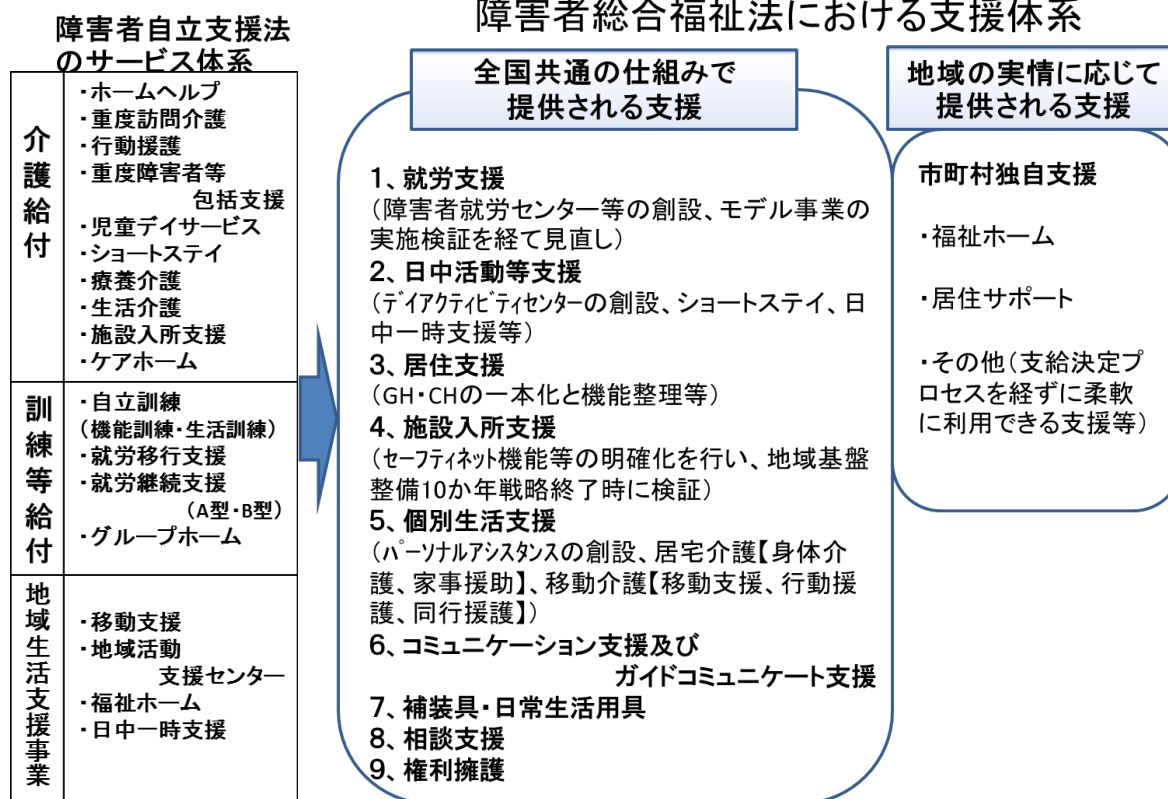 障害者総合福祉法における支援体系
障害者自立支援法
のサービス体系
介護給付
・ホームヘルプ
・重度訪問介護
・行動援護
・重度障害者等
包括支援
・児童デイサービス
・ショートステイ
・療養介護
・生活介護
・施設入所支援
・ケアホーム
訓練等給付
・自立訓練
（機能訓練・生活訓練）
・就労移行支援
・就労継続支援
（A型・B型）
・グループホーム
地域生活支援事業
・移動支援
・地域活動
支援センター
・福祉ホーム
・日中一時支援
全国共通の仕組みで
提供される支援
1、就労支援
（障害者就労センター等の創設、モデル事業の
実施検証を経て見直し）
2、日中活動等支援
（ﾃﾞｲｱｸﾃｨﾋﾞﾃｨｾﾝﾀｰの創設、ショートステイ、日
中一時支援等）
3、居住支援
（GH・CHの一本化と機能整理等）
4、施設入所支援
（ｾｰﾌﾃｨﾈｯﾄ機能等の明確化を行い、地域基盤
整備10か年戦略終了時に検証）
5、個別生活支援
（ﾊﾟｰｿﾅﾙｱｼｽﾀﾝｽの創設、居宅介護【身体介
護、家事援助】、移動介護【移動支援、行動援
護、同行援護】）
6、コミュニケーション支援及び
ガイドコミュニケート支援
7、補装具・日常生活用具
8、相談支援
9、権利擁護
地域の実情に応じて
提供される支援
市町村独自支援
・福祉ホーム
・居住サポート
・その他（支給決定プ
ロセスを経ずに柔軟
に利用できる支援等）